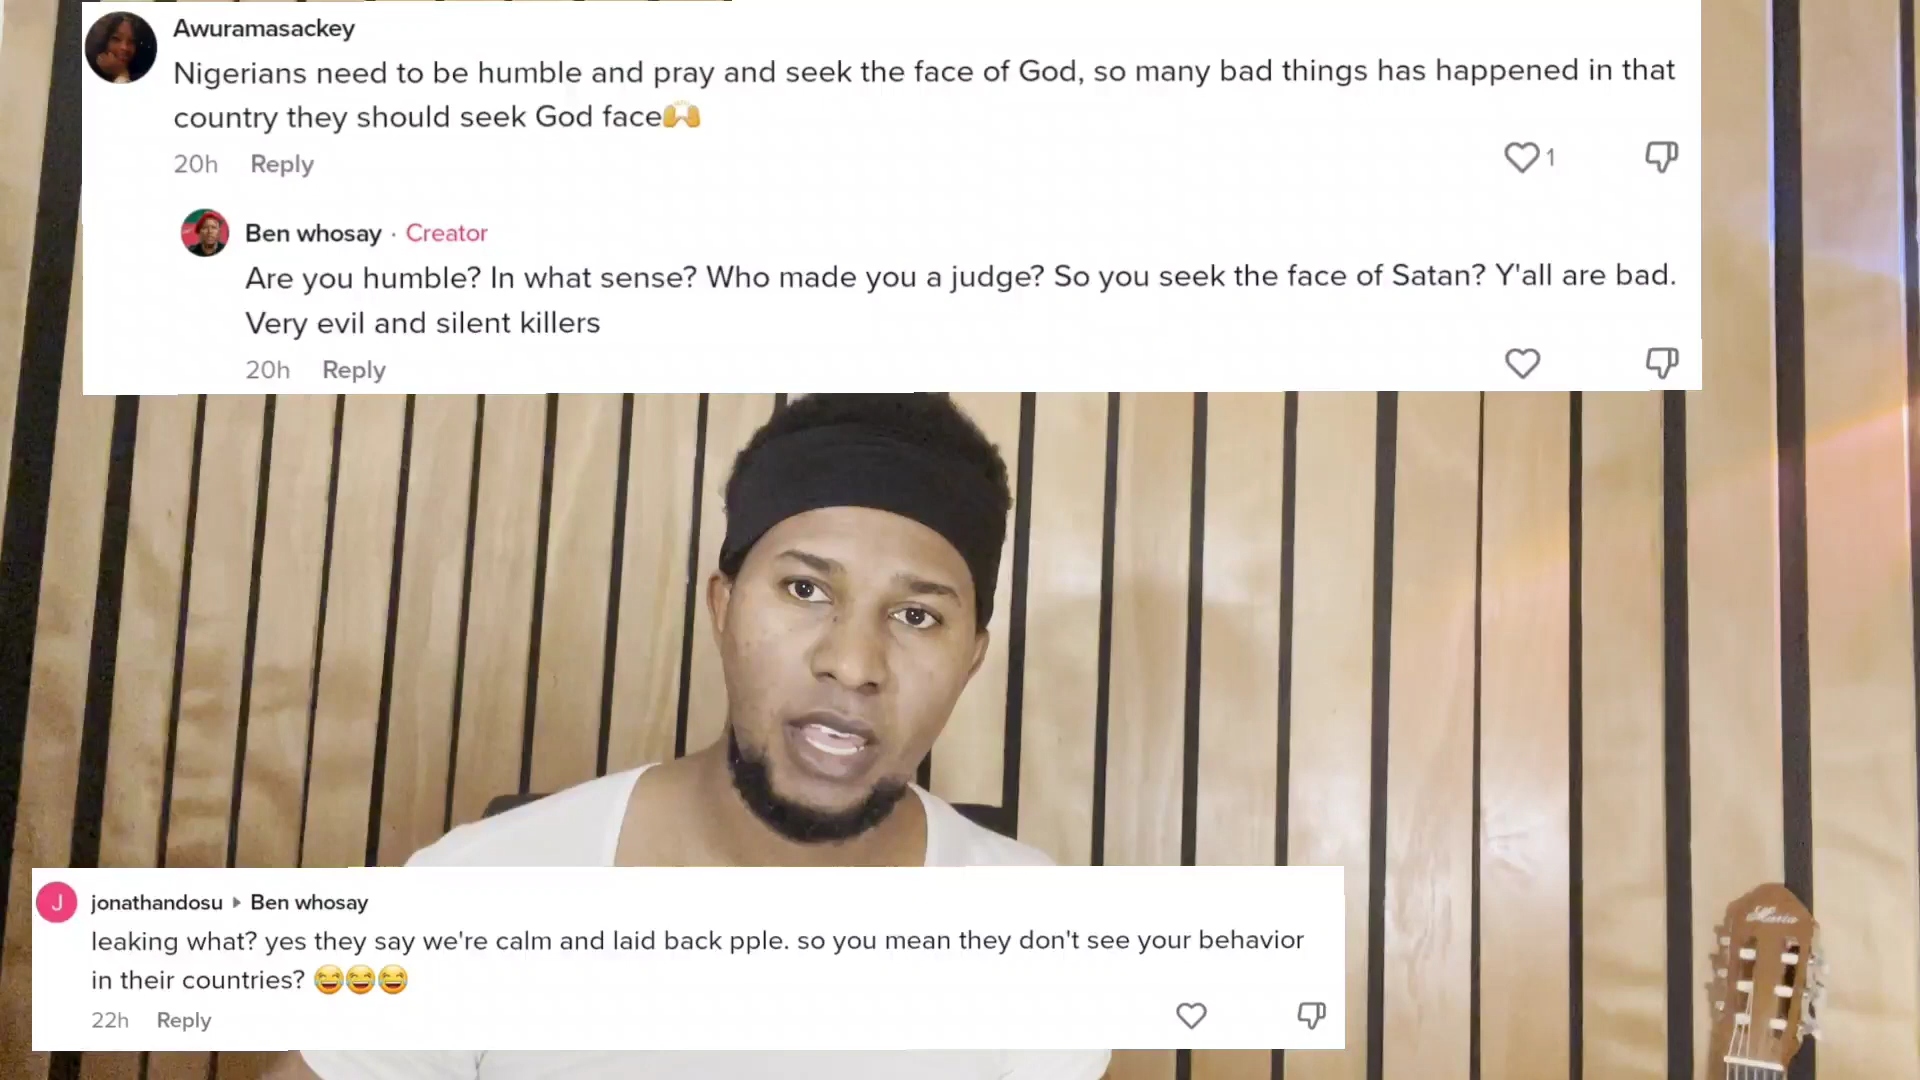 Awuramasackey
Nigerians need to be humble and pray and seek the face of God, so many bad things has happened in that
country they should seek God face🙌
20h Reply
1
Ben whosay · Creator
Are you humble? In what sense? Who made you a judge? So you seek the face of Satan? Y'all are bad.
Very evil and silent killers
20h Reply
J
jonathandosu ▸ Ben whosay
leaking what? yes they say we're calm and laid back pple. so you mean they don't see your behavior
in their countries? 😂😂😂
22h Reply